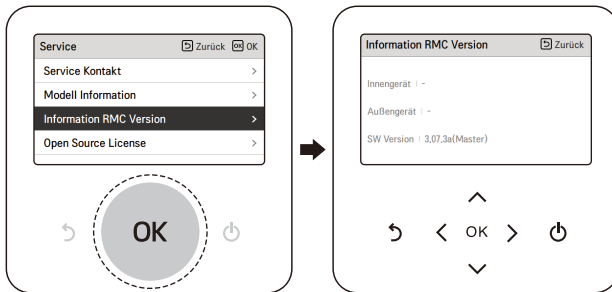 Service Zurück OK OK
Service Kontakt
Modell Information
Information RMC Version
Open Source License
OK
Information RMC Version Zurück
Innengerät -
Außengerät -
SW Version 3,07,3a(Master)
OK